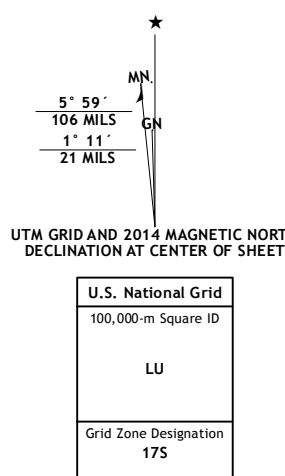 MN.
5° 59´
106 MILS
GN
1° 11´
21 MILS
UTM GRID AND 2014 MAGNETIC NORT
DECLINATION AT CENTER OF SHEET
U.S. National Grid
100,000-m Square ID
LU
Grid Zone Designation
17S